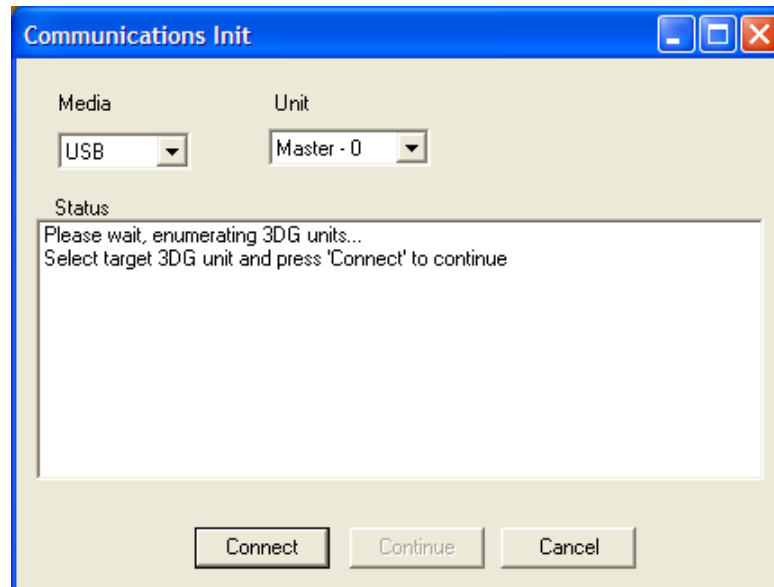 Communications Init
Media Unit
USB Master - 0
Status
Please wait, enumerating 3DG units...
Select target 3DG unit and press 'Connect' to continue
Connect Continue Cancel